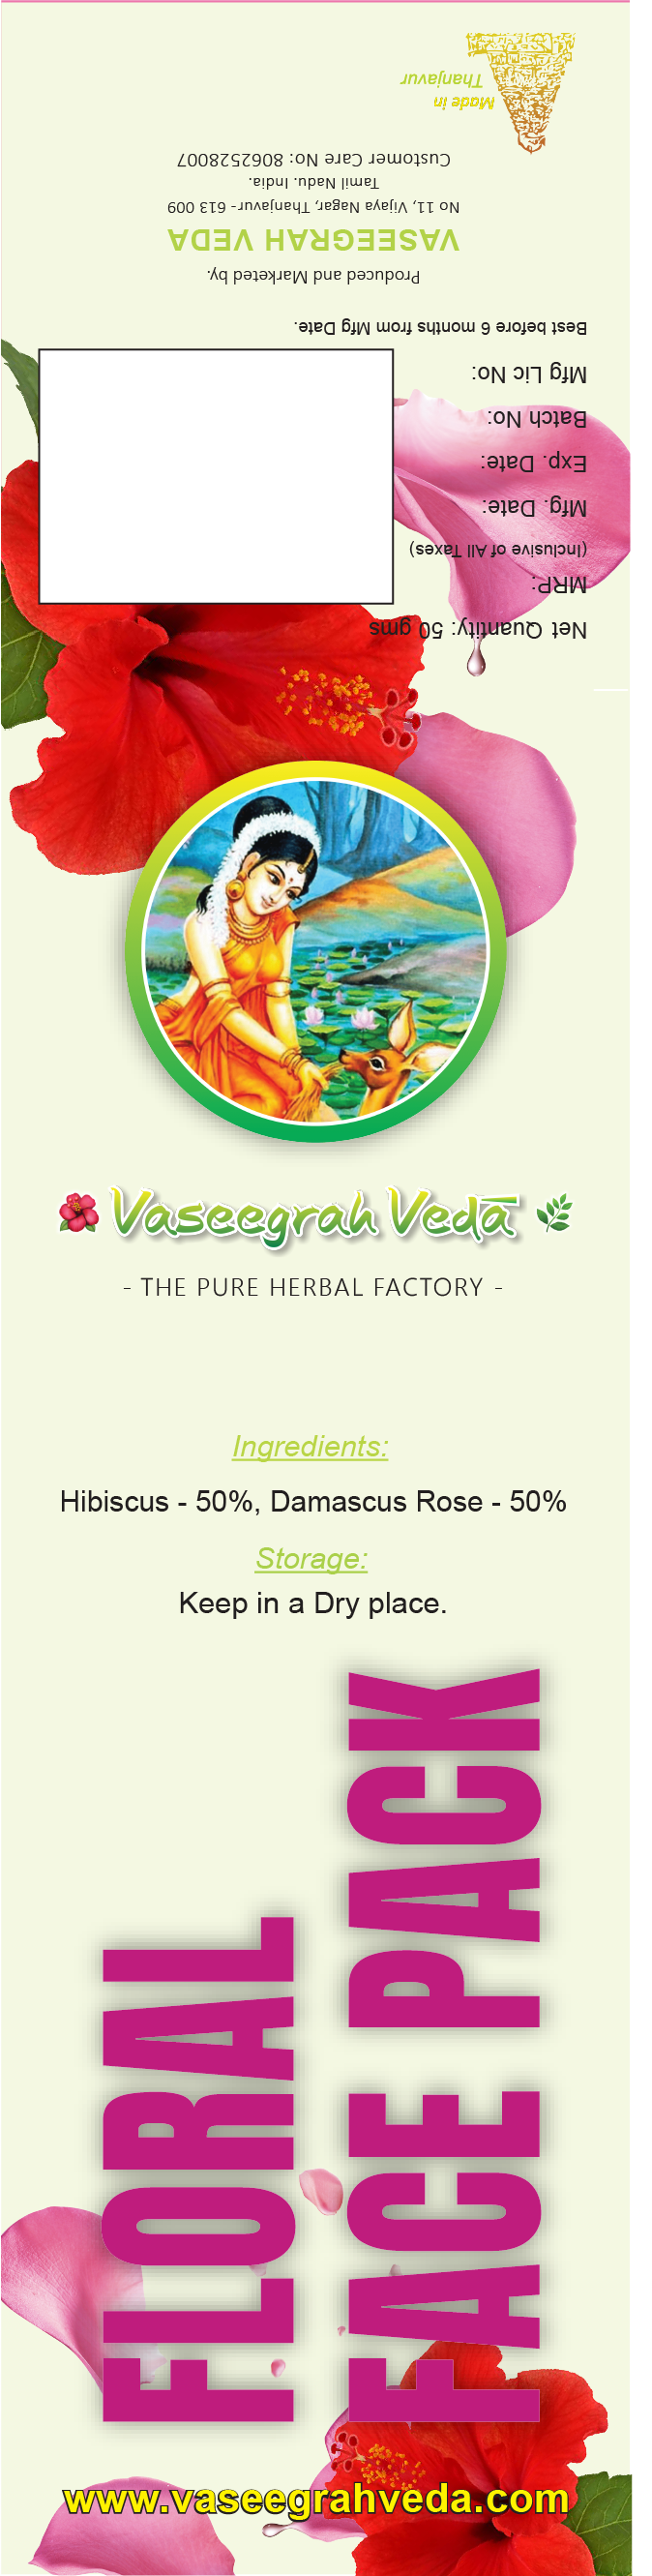 Net Quantity: 50 gms
MRP:
(Inclusive of All Taxes)
Mfg. Date:
Exp. Date:
Batch No:
Mfg Lic No:
Best before 6 months from Mfg Date.
Produced and Marketed by.
VASEEGRAH VEDA
No 11, Vijaya Nagar, Thanjavur- 613 009
Tamil Nadu. India.
Customer Care No: 8062528007
Made in
Thanjavur
Vaseegrah Veda
- THE PURE HERBAL FACTORY -
Ingredients:
Hibiscus - 50%, Damascus Rose - 50%
Storage:
Keep in a Dry place.
FLORAL
FACE PACK
www.vaseegrahveda.com